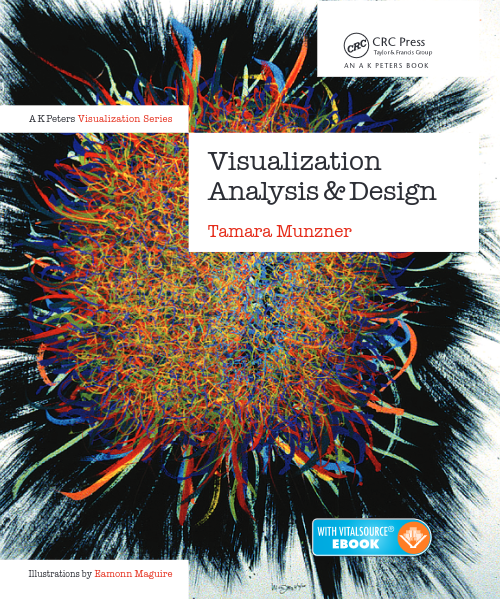 CRC
CRC Press
Taylor & Francis Group
AN A K PETERS BOOK
A K Peters Visualization Series
Visualization
Analysis & Design
Tamara Munzner
WITH VITALSOURCE®
EBOOK
Illustrations by Eamonn Maguire